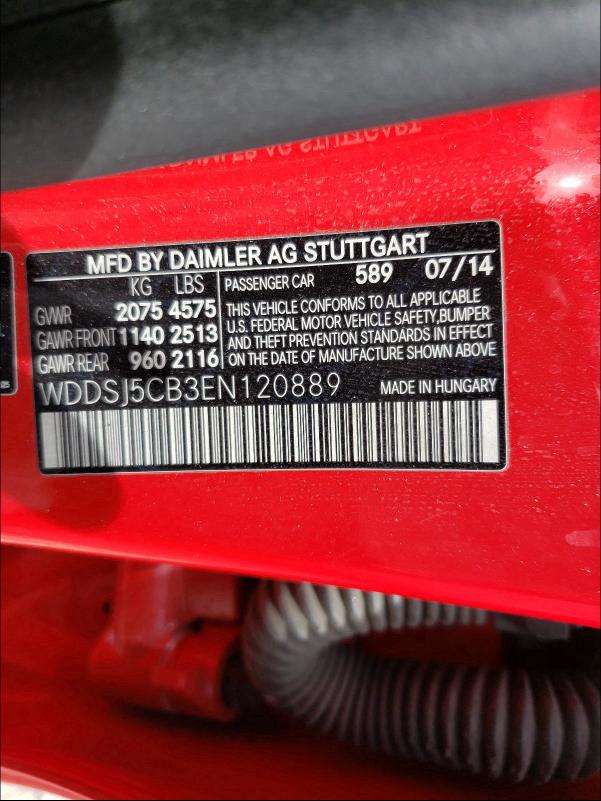 MFD BY DAIMLER AG STUTTGART
KG LBS PASSENGER CAR 589 07/14
GVWR 2075 4575
GAWR FRONT 1140 2513
GAWR REAR 960 2116
THIS VEHICLE CONFORMS TO ALL APPLICABLE
U.S. FEDERAL MOTOR VEHICLE SAFETY,BUMPER
AND THEFT PREVENTION STANDARDS IN EFFECT
ON THE DATE OF MANUFACTURE SHOWN ABOVE
WDDSJ5CB3EN120889 MADE IN HUNGARY